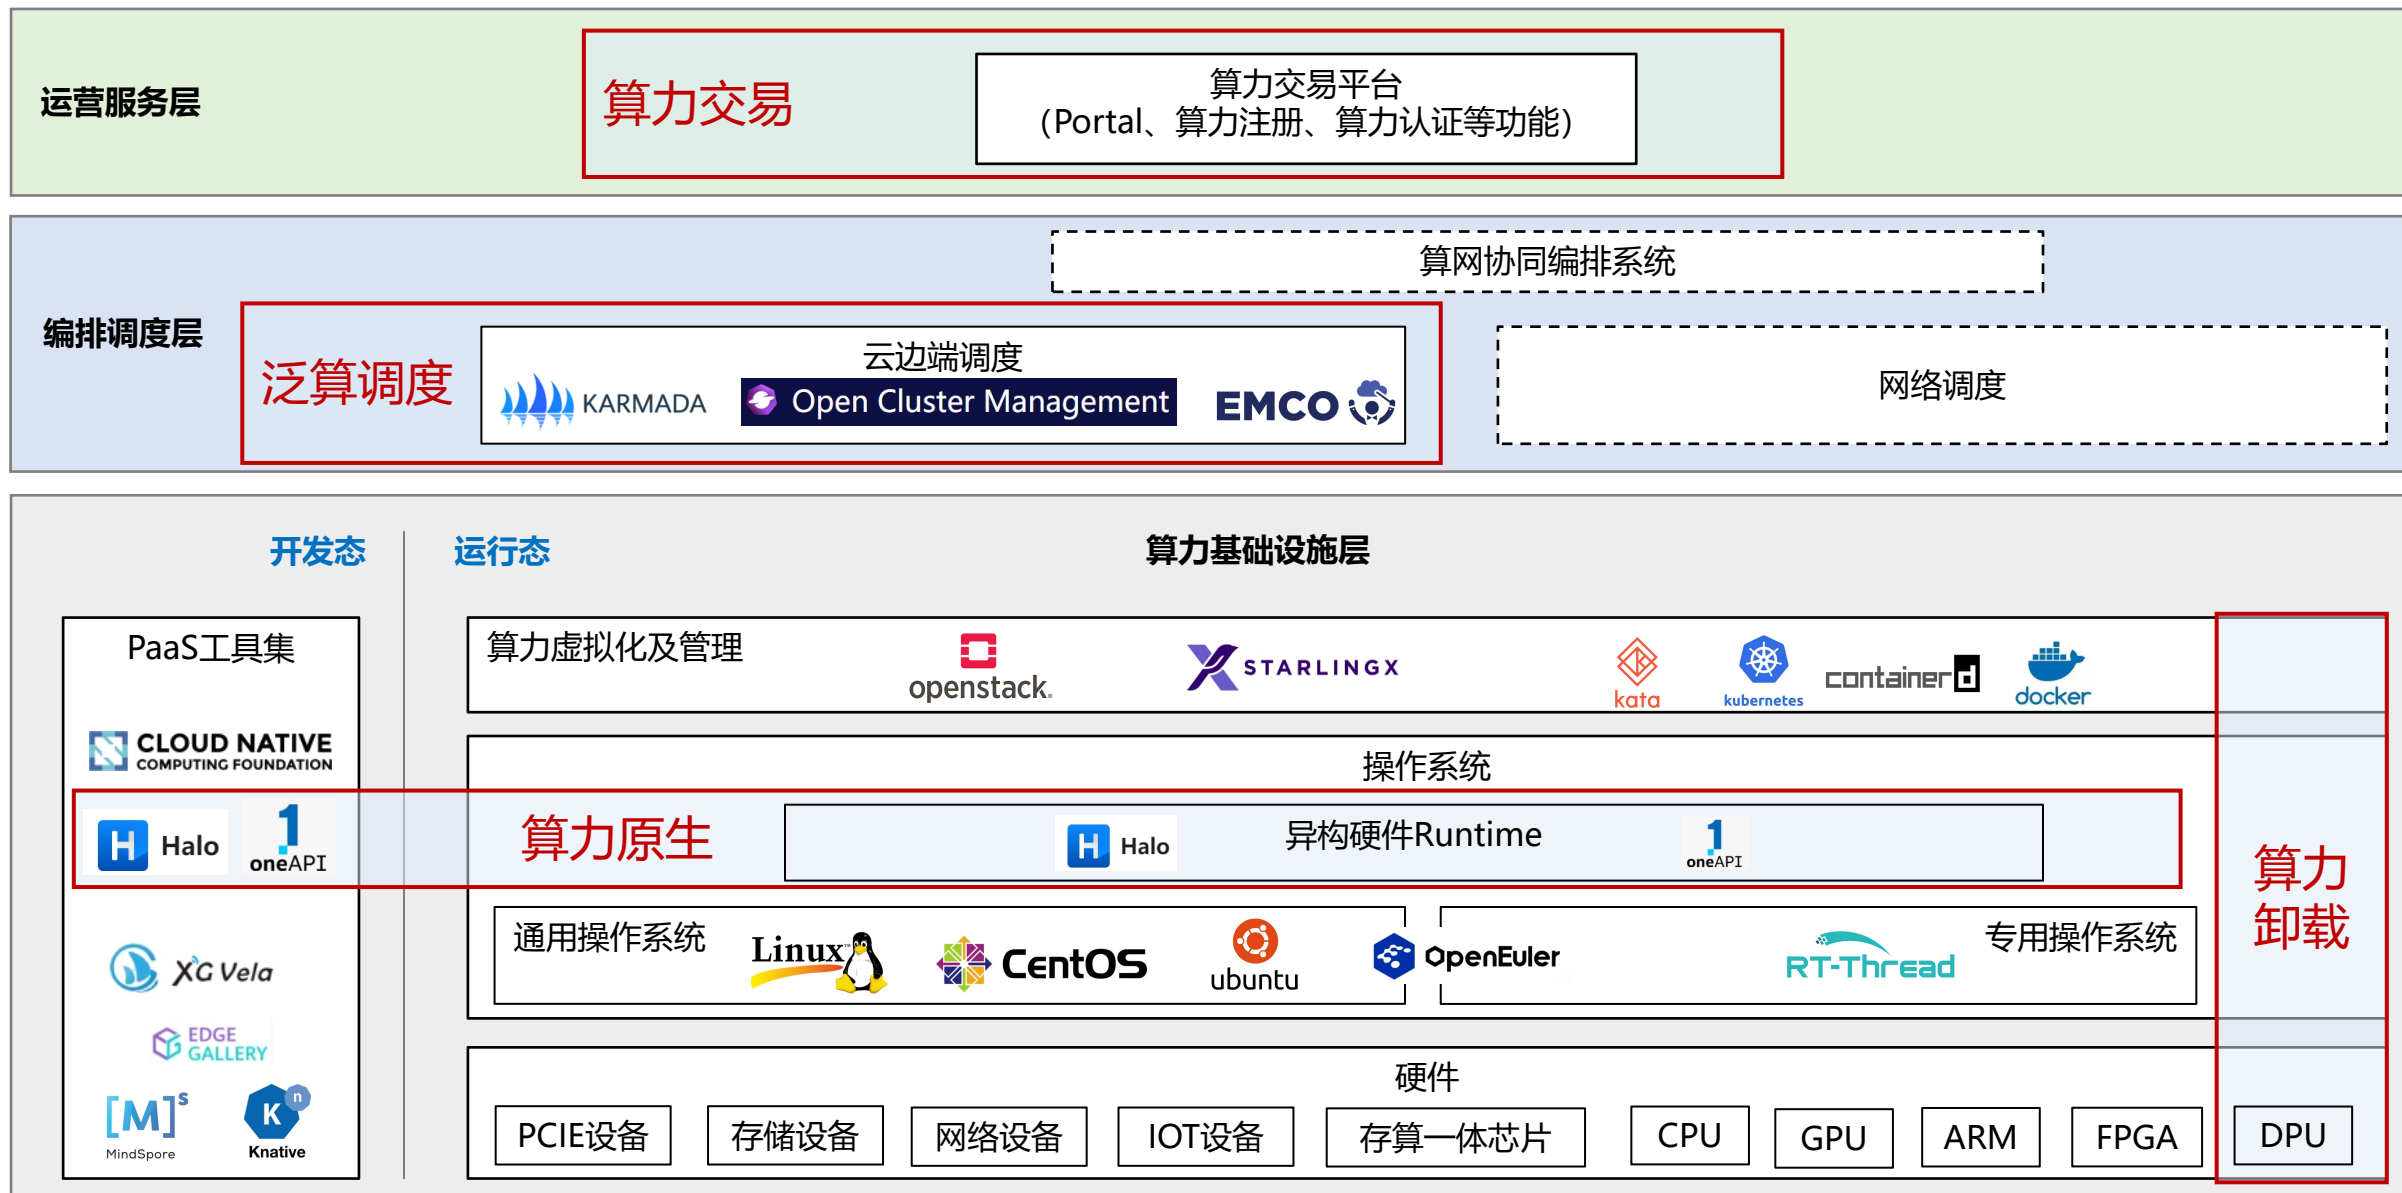 运营服务层
算力交易
算力交易平台
（Portal、算力注册、算力认证等功能）
算网协同编排系统
编排调度层
泛算调度
云边端调度
KARMADA
Open Cluster Management
EMCO
网络调度
开发态
运行态
算力基础设施层
PaaS工具集
CLOUD NATIVE
COMPUTING FOUNDATION
H Halo
1
oneAPI
XG Vela
EDGE
GALLERY
[M]s
MindSpore
K n
Knative
算力虚拟化及管理
openstack.
STARLINGX
kata
kubernetes
containerd
docker
操作系统
算力原生
H Halo
异构硬件Runtime
1
oneAPI
通用操作系统
Linux™
CentOS
ubuntu
OpenEuler
RT-Thread
专用操作系统
硬件
PCIE设备
存储设备
网络设备
IOT设备
存算一体芯片
CPU
GPU
ARM
FPGA
DPU
算力
卸载